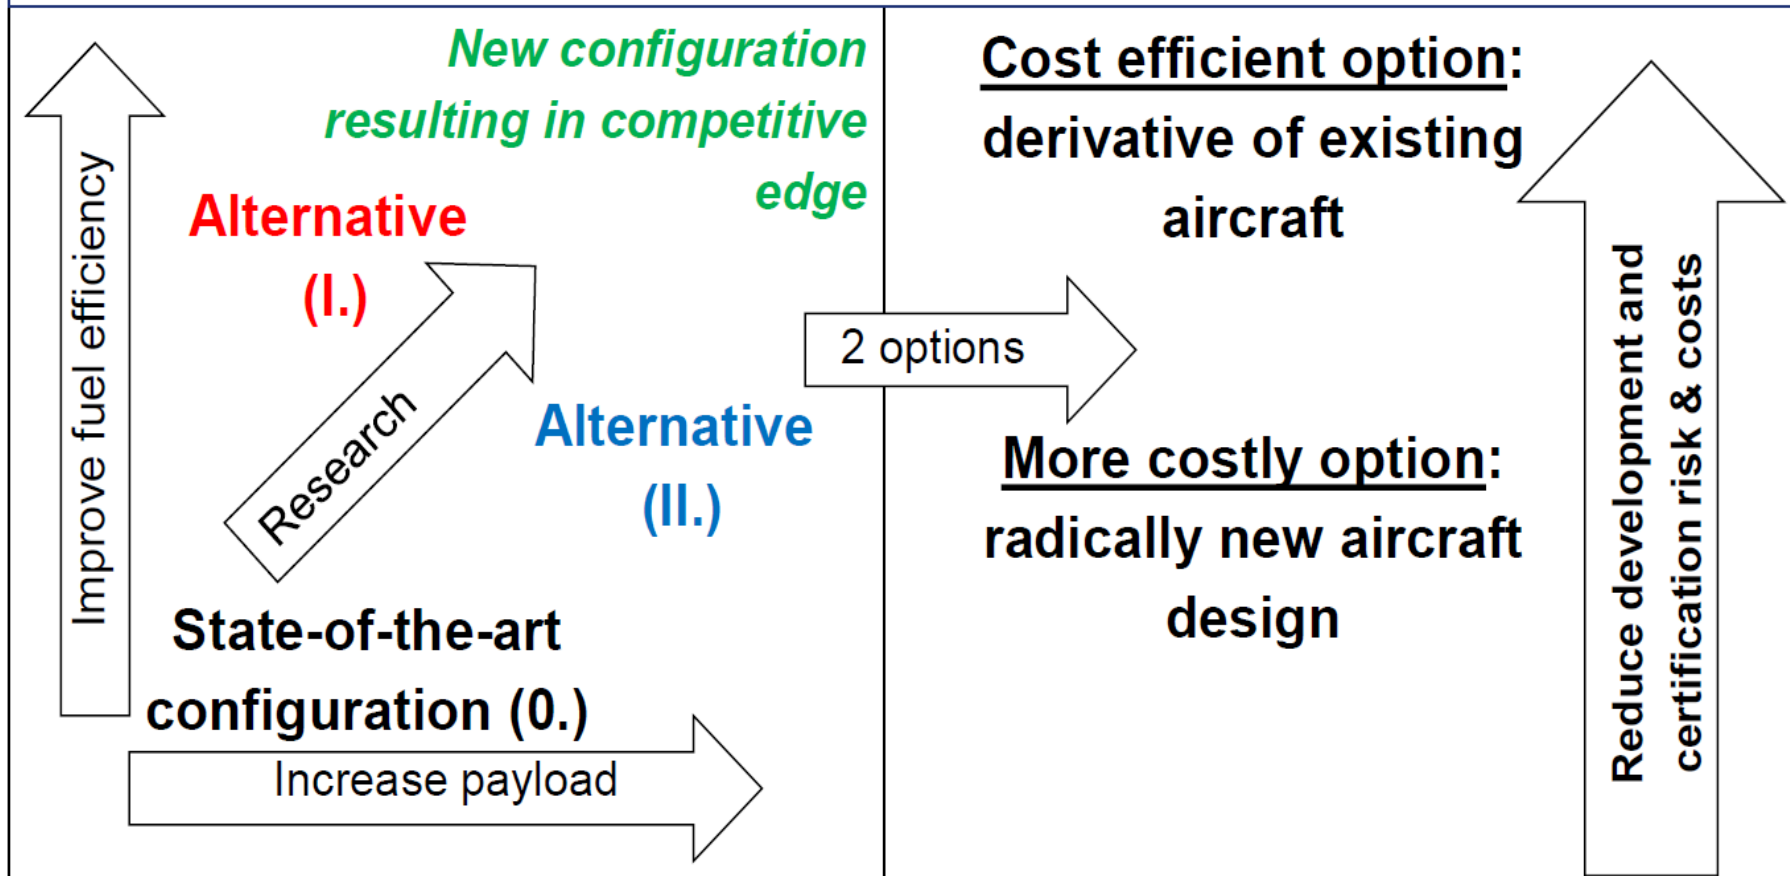 New configuration
resulting in competitive
edge
Improve fuel efficiency
Alternative
(I.)
Research
Alternative
(II.)
State-of-the-art
configuration (0.)
Increase payload
2 options
Cost efficient option:
derivative of existing
aircraft
More costly option:
radically new aircraft
design
Reduce development and
certification risk & costs